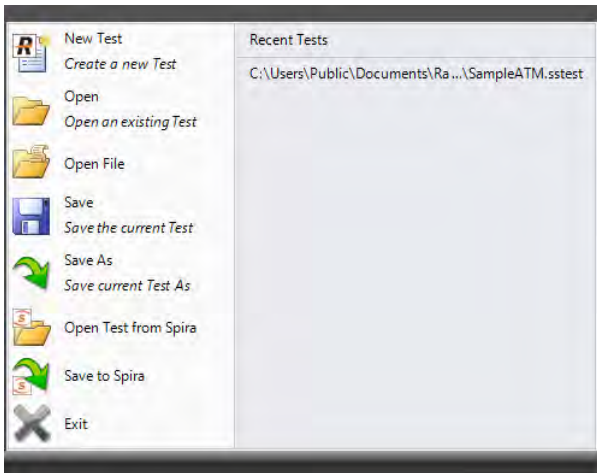 New Test
Create a new Test
Open
Open an existing Test
Open File
Save
Save the current Test
Save As
Save current Test As
Open Test from Spira
Save to Spira
Exit
Recent Tests
C:\Users\Public\Documents\Ra ...\SampleATM.sstest